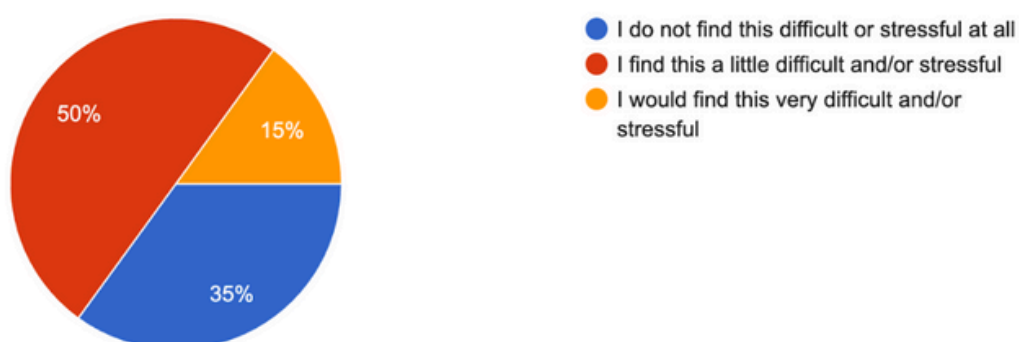 I do not find this difficult or stressful at all
I find this a little difficult and/or stressful
I would find this very difficult and/or
stressful
50%
15%
35%